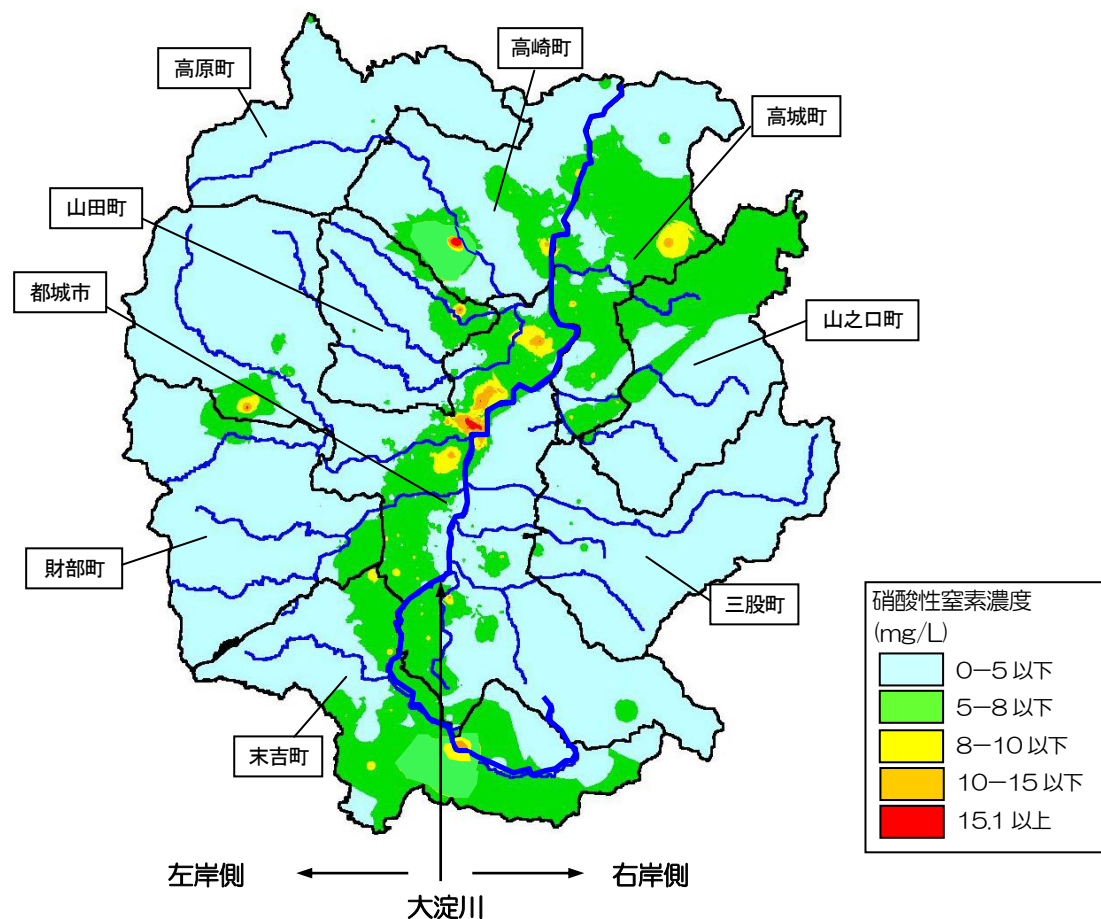 高崎町
高原町
高城町
山田町
都城市
山之口町
財部町
三股町
末吉町
硝酸性窒素濃度
(mg/L)
0－5 以下
5－8 以下
8－10 以下
10－15 以下
15.1 以上
左岸側
右岸側
大淀川